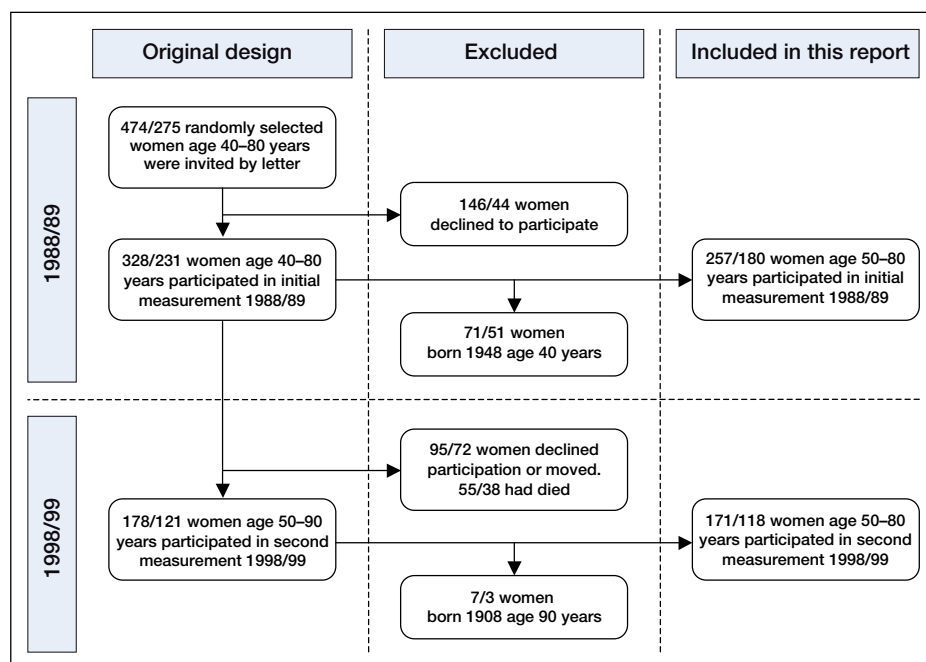 Original design
Excluded
Included in this report
1988/89
474/275 randomly selected
women age 40–80 years
were invited by letter
146/44 women
declined to participate
328/231 women age 40–80
years participated in initial
measurement 1988/89
257/180 women age 50–80
years participated in initial
measurement 1988/89
71/51 women
born 1948 age 40 years
1998/99
95/72 women declined
participation or moved.
55/38 had died
178/121 women age 50–90
years participated in second
measurement 1998/99
171/118 women age 50–80
years participated in second
measurement 1998/99
7/3 women
born 1908 age 90 years